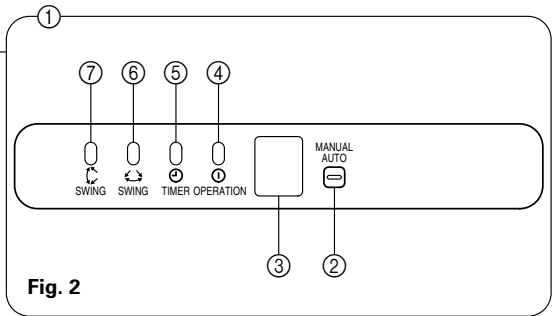 ①
⑦ ⑥ ⑤ ④
MANUAL
AUTO
SWING SWING TIMER OPERATION
③ ②
Fig. 2